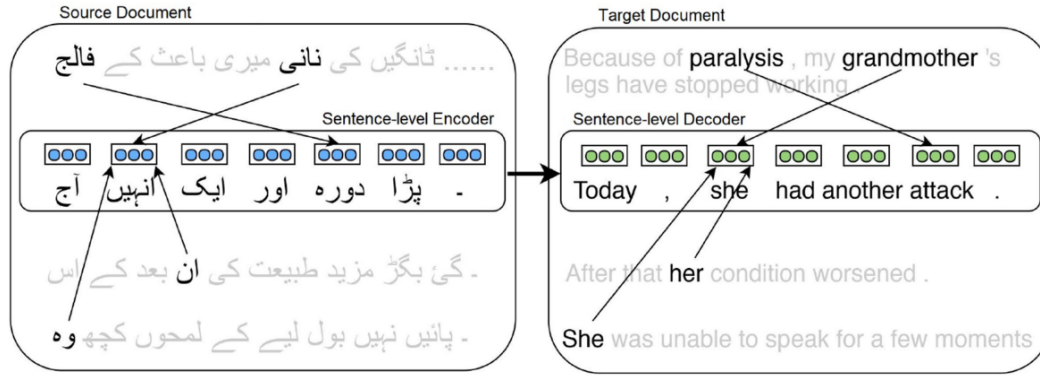 Source Document
...... ٹانگیں کی نانی میری باعث کے فالج
Sentence-level Encoder
۔ پڑا دورہ اور ایک انہیں آج
۔ گئ بگڑ مزید طبیعت کی ان بعد کے اس
۔ پائیں نہیں بول لیے کے لمحوں کچھ وہ
Target Document
Because of paralysis , my grandmother 's
legs have stopped working .
Sentence-level Decoder
Today , she had another attack .
After that her condition worsened .
She was unable to speak for a few moments